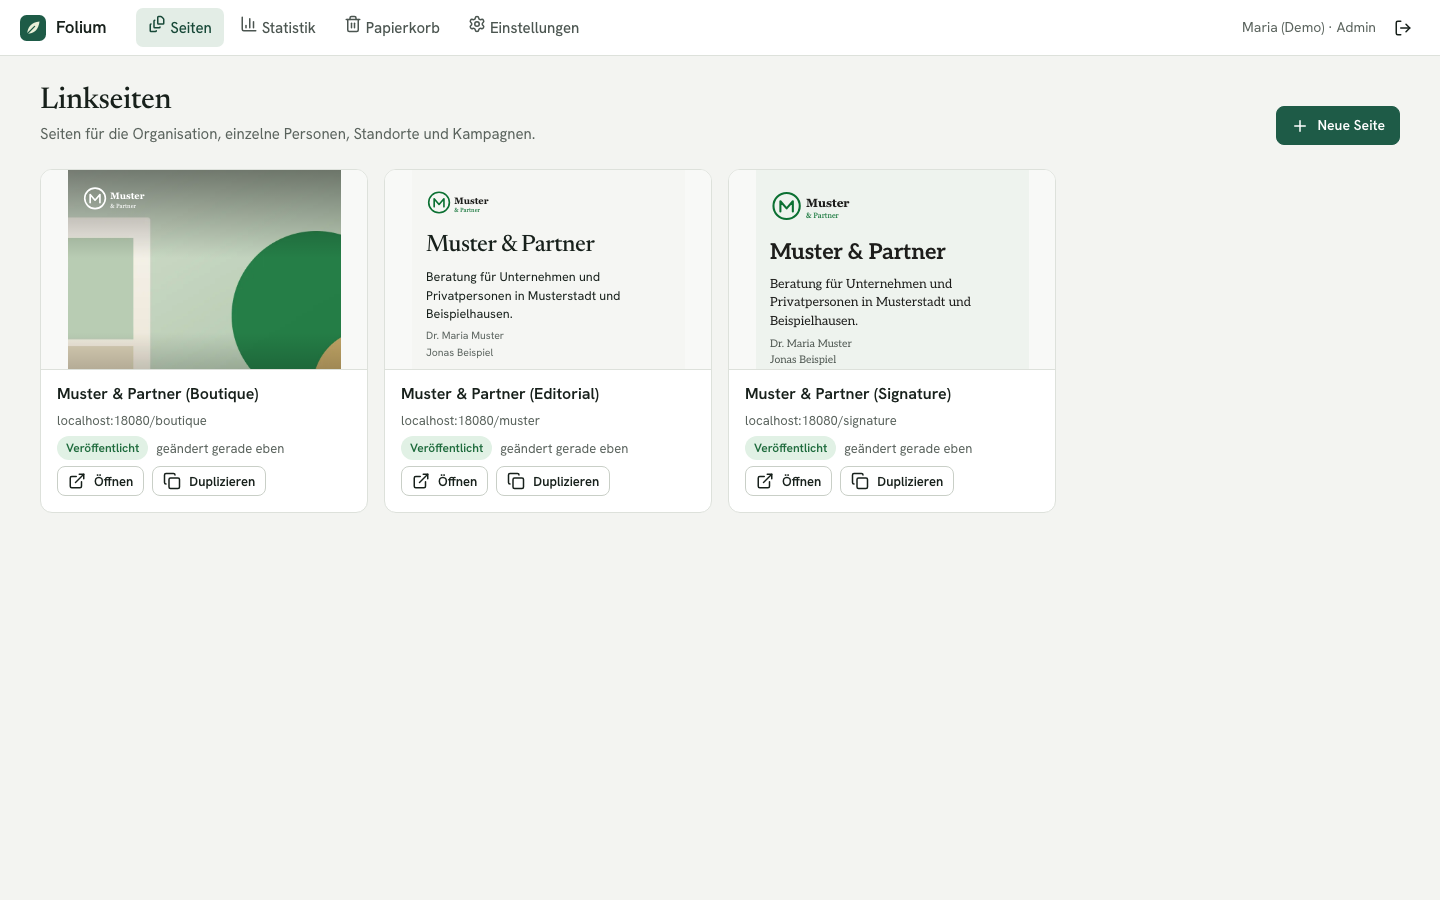 Folium
Seiten
Statistik
Papierkorb
Einstellungen
Maria (Demo) · Admin
Linkseiten
Seiten für die Organisation, einzelne Personen, Standorte und Kampagnen.
Neue Seite
Muster
& Partner
Muster & Partner (Boutique)
localhost:18080/boutique
Veröffentlicht geändert gerade eben
Öffnen Duplizieren
Muster
& Partner
Muster & Partner
Beratung für Unternehmen und
Privatpersonen in Musterstadt und
Beispielhausen.
Dr. Maria Muster
Jonas Beispiel
Muster & Partner (Editorial)
localhost:18080/muster
Veröffentlicht geändert gerade eben
Öffnen Duplizieren
Muster
& Partner
Muster & Partner
Beratung für Unternehmen und
Privatpersonen in Musterstadt und
Beispielhausen.
Dr. Maria Muster
Jonas Beispiel
Muster & Partner (Signature)
localhost:18080/signature
Veröffentlicht geändert gerade eben
Öffnen Duplizieren